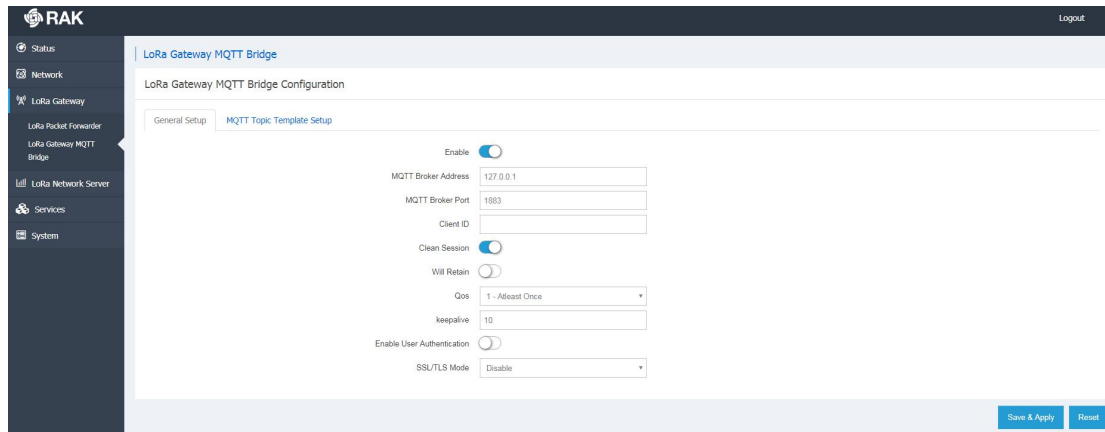 RAK
Logout
Status
Network
LoRa Gateway
LoRa Packet Forwarder
LoRa Gateway MQTT
Bridge
LoRa Network Server
Services
System
LoRa Gateway MQTT Bridge
LoRa Gateway MQTT Bridge Configuration
General Setup MQTT Topic Template Setup
Enable
MQTT Broker Address 127.0.0.1
MQTT Broker Port 1883
Client ID
Clean Session
Will Retain
Qos 1 - Atleast Once
keepalive 10
Enable User Authentication
SSL/TLS Mode Disable
Save & Apply Reset